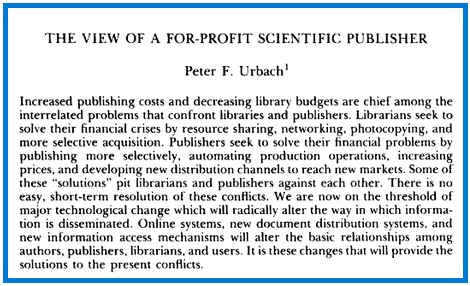 THE VIEW OF A FOR-PROFIT SCIENTIFIC PUBLISHER
Peter F. Urbach1
Increased publishing costs and decreasing library budgets are chief among the
interrelated problems that confront libraries and publishers. Librarians seek to
solve their financial crises by resource sharing, networking, photocopying, and
more selective acquisition. Publishers seek to solve their financial problems by
publishing more selectively, automating production operations, increasing
prices, and developing new distribution channels to reach new markets. Some of
these “solutions” pit librarians and publishers against each other. There is no
easy, short-term resolution of these conflicts. We are now on the threshold of
major technological change which will radically alter the way in which informa-
tion is disseminated. Online systems, new document distribution systems, and
new information access mechanisms will alter the basic relationships among
authors, publishers, librarians, and users. It is these changes that will provide the
solutions to the present conflicts.